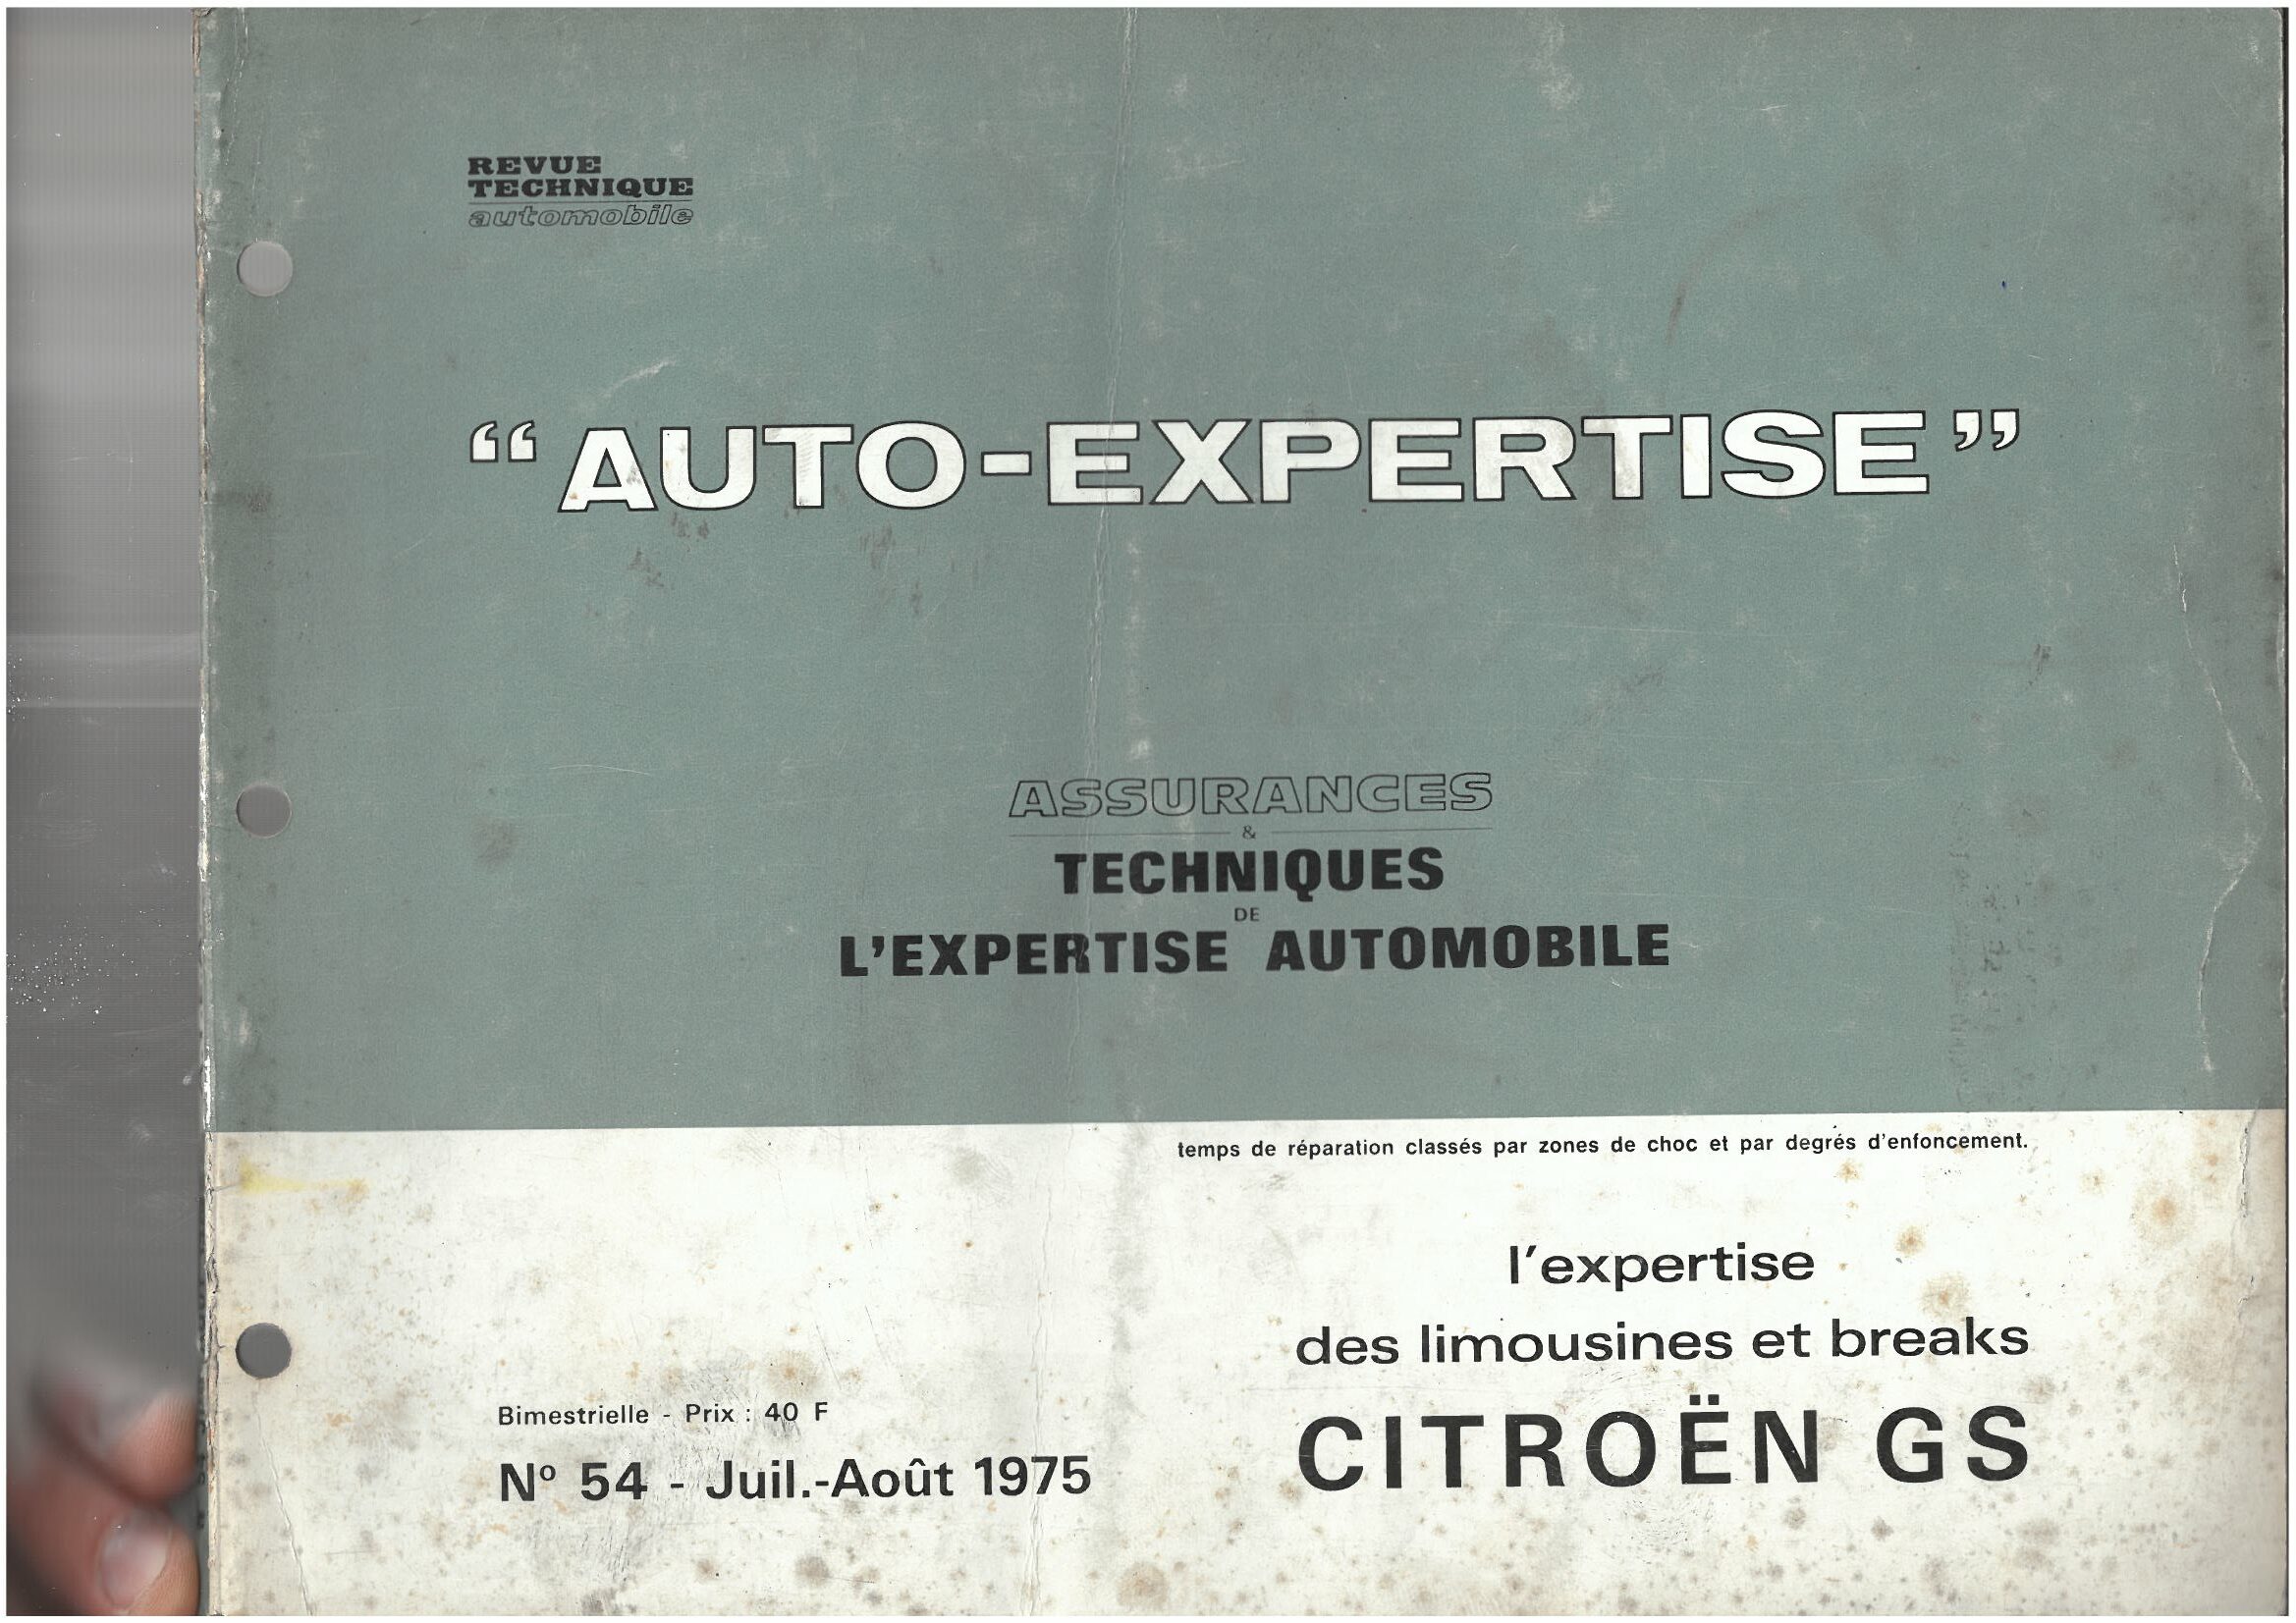 REVUE
TECHNIQUE
automobile
“AUTO-EXPERTISE”
ASSURANCES
&
TECHNIQUES
DE
L'EXPERTISE AUTOMOBILE
temps de réparation classés par zones de choc et par degrés d'enfoncement.
l'expertise
des limousines et breaks
CITROËN GS
Bimestrielle - Prix : 40 F
Nº 54 - Juil.-Août 1975